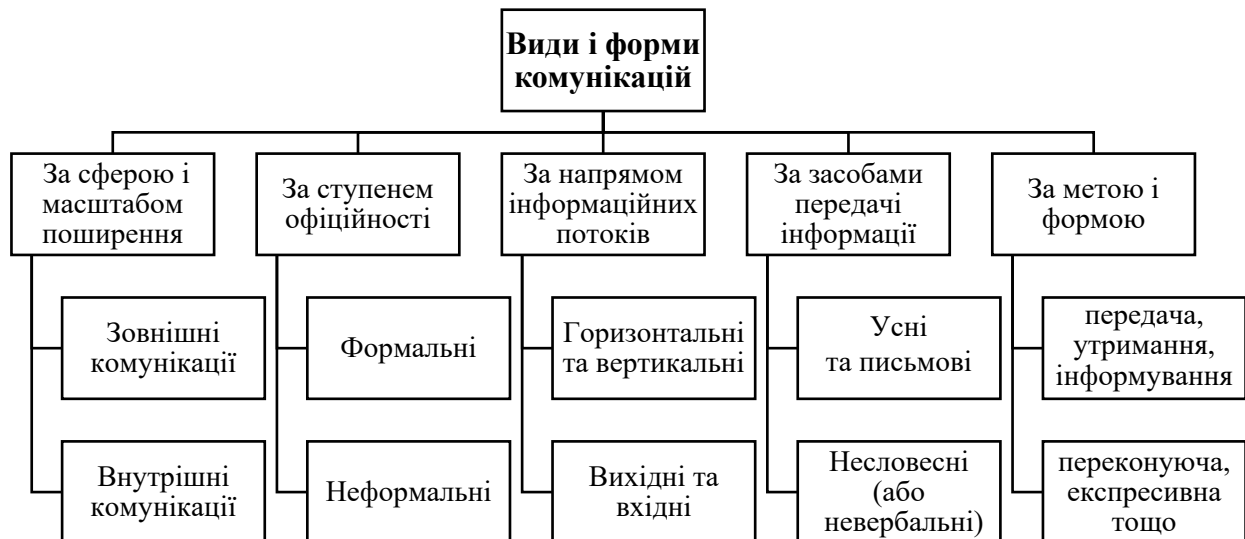 Види і форми
комунікацій
За сферою і
масштабом
поширення
За ступенем
офіційності
За напрямом
інформаційних
потоків
За засобами
передачі
інформації
За метою і
формою
Зовнішні
комунікації
Формальні
Горизонтальні
та вертикальні
Усні
та письмові
передача,
утримання,
інформування
Внутрішні
комунікації
Неформальні
Вихідні та
вхідні
Несловесні
(або
невербальні)
переконуюча,
експресивна
тощо